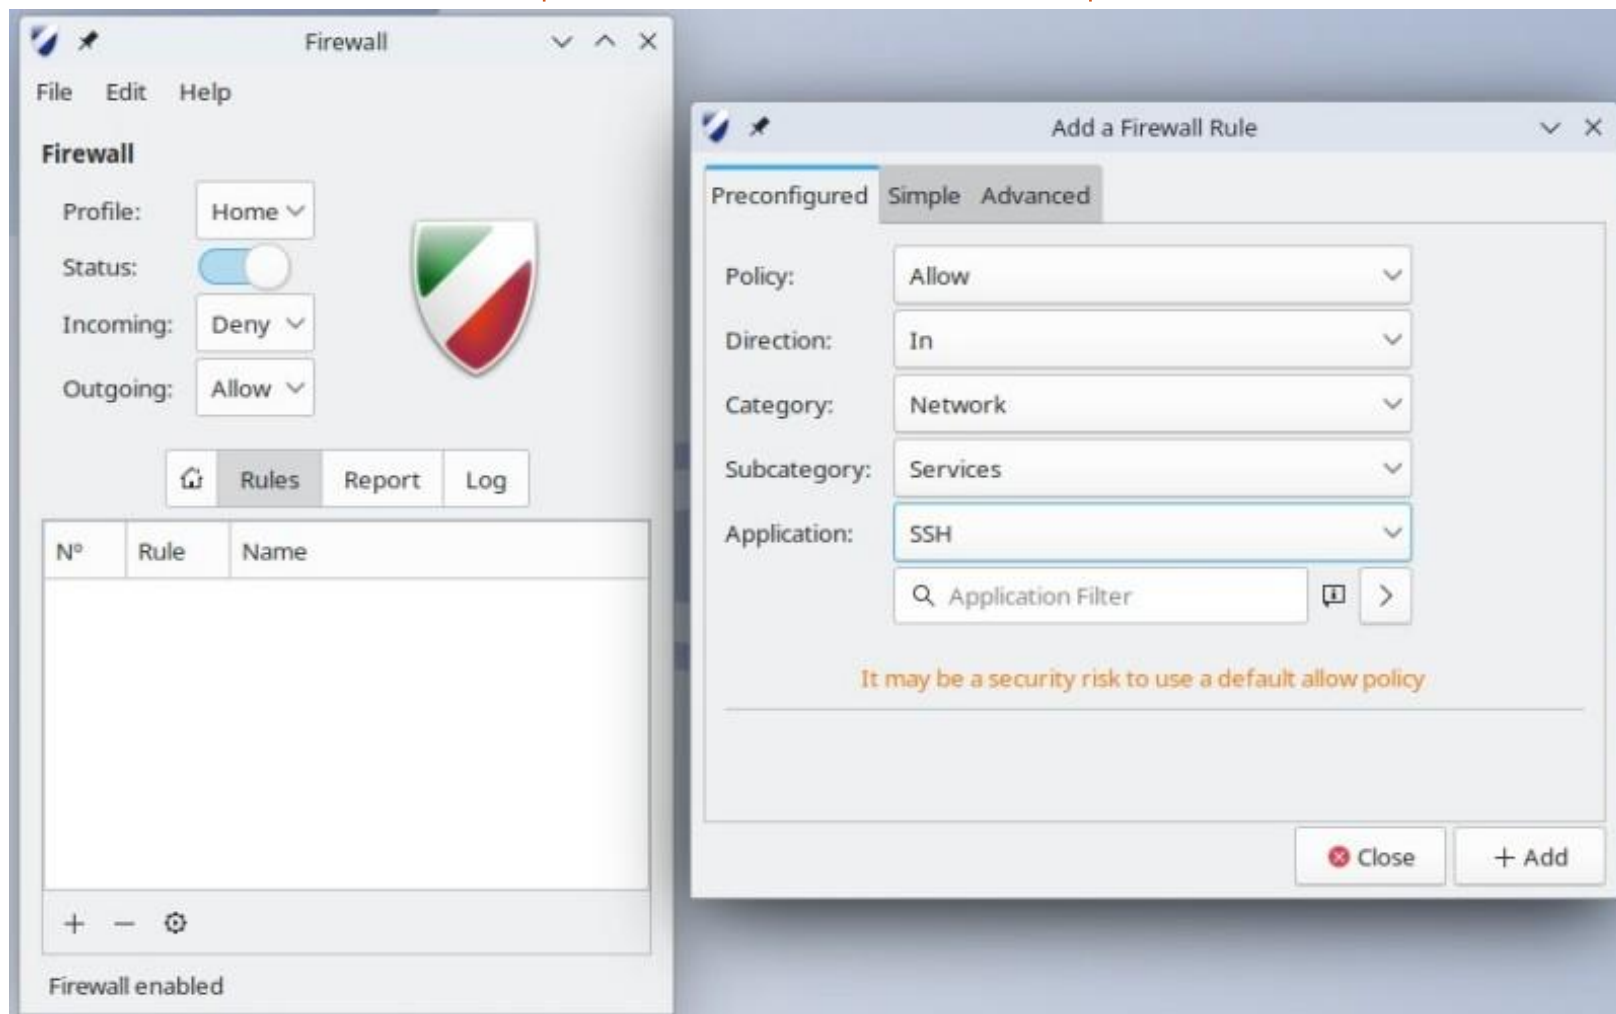 Firewall
File Edit Help
Firewall
Profile: Home
Status:
Incoming: Deny
Outgoing: Allow
Rules Report Log
Nº Rule Name
Firewall enabled
Add a Firewall Rule
Preconfigured Simple Advanced
Policy: Allow
Direction: In
Category: Network
Subcategory: Services
Application: SSH
Application Filter
It may be a security risk to use a default allow policy
Close + Add